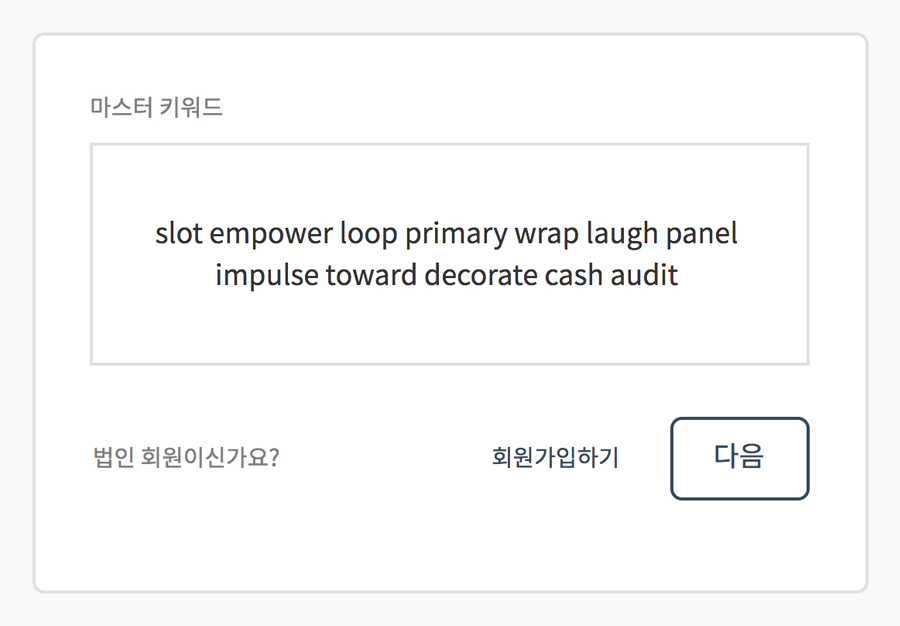 마스터 키워드
slot empower loop primary wrap laugh panel
impulse toward decorate cash audit
법인 회원이신가요?
회원가입하기
다음